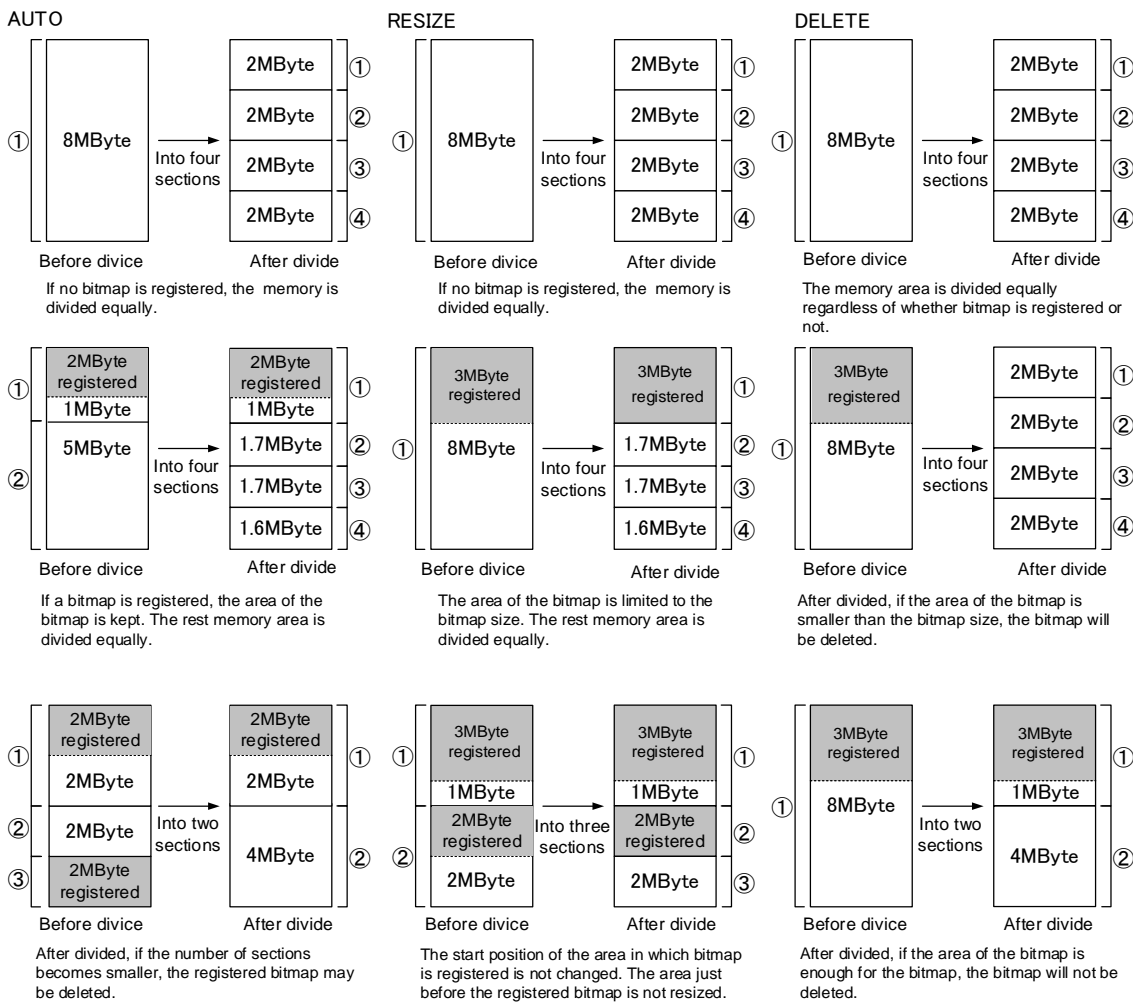 AUTO
RESIZE
DELETE
①
8MByte
Into four
sections
2MByte
2MByte
2MByte
2MByte
①
②
③
④
Before divice
After divide
If no bitmap is registered, the memory is
divided equally.
①
8MByte
Into four
sections
2MByte
2MByte
2MByte
2MByte
①
②
③
④
Before divice
After divide
If no bitmap is registered, the memory is
divided equally.
①
8MByte
Into four
sections
2MByte
2MByte
2MByte
2MByte
①
②
③
④
Before divice
After divide
The memory area is divided equally
regardless of whether bitmap is registered or
not.
①
②
2MByte
registered
1MByte
5MByte
Into four
sections
2MByte
registered
1MByte
1.7MByte
1.7MByte
1.6MByte
①
②
③
④
Before divice
After divide
If a bitmap is registered, the area of the
bitmap is kept. The rest memory area is
divided equally.
①
3MByte
registered
8MByte
Into four
sections
3MByte
registered
1.7MByte
1.7MByte
1.6MByte
①
②
③
④
Before divice
After divide
The area of the bitmap is limited to the
bitmap size. The rest memory area is
divided equally.
①
3MByte
registered
8MByte
Into four
sections
2MByte
2MByte
2MByte
2MByte
①
②
③
④
Before divice
After divide
After divided, if the area of the bitmap is
smaller than the bitmap size, the bitmap will
be deleted.
①
②
③
2MByte
registered
2MByte
2MByte
2MByte
registered
Into two
sections
2MByte
registered
2MByte
4MByte
①
②
Before divice
After divide
After divided, if the number of sections
becomes smaller, the registered bitmap may
be deleted.
①
②
3MByte
registered
1MByte
2MByte
registered
2MByte
Into three
sections
3MByte
registered
1MByte
2MByte
registered
2MByte
①
②
③
Before divice
After divide
The start position of the area in which bitmap
is registered is not changed. The area just
before the registered bitmap is not resized.
①
3MByte
registered
8MByte
Into two
sections
3MByte
registered
1MByte
4MByte
①
②
Before divice
After divide
After divided, if the area of the bitmap is
enough for the bitmap, the bitmap will not be
deleted.